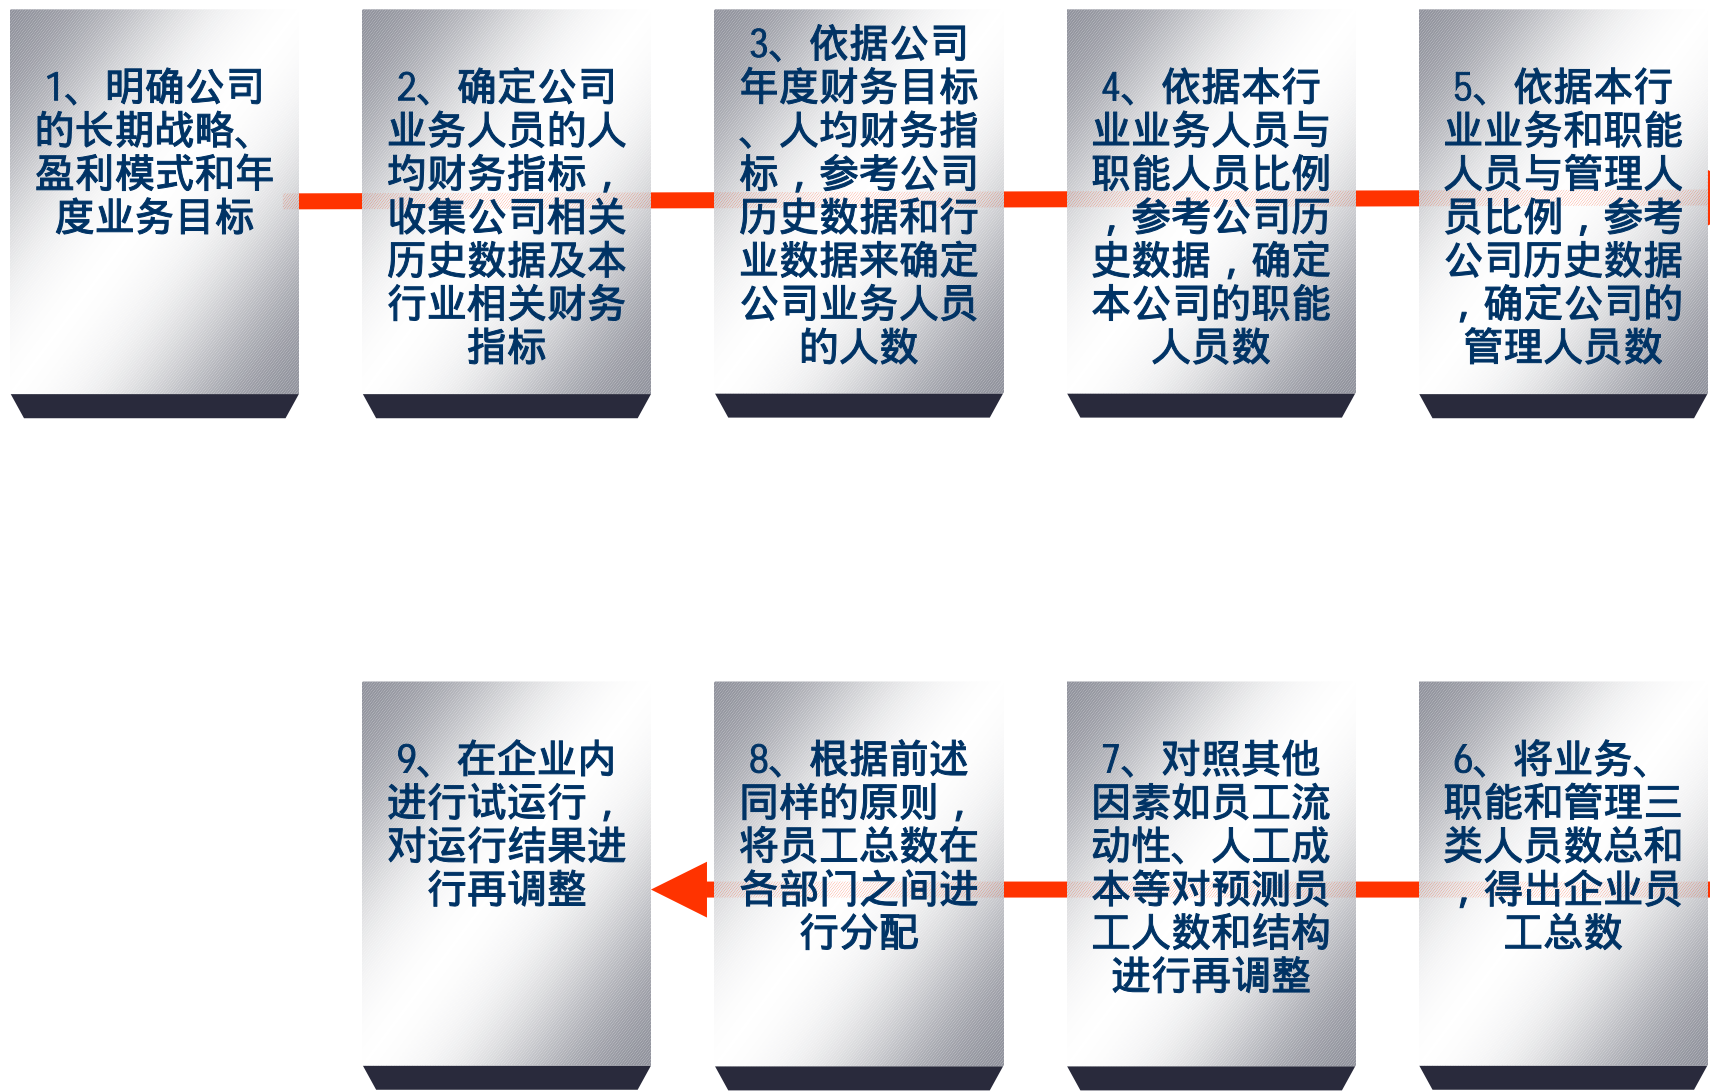 1、明确公司
的长期战略、
盈利模式和年
度业务目标
2、确定公司
业务人员的人
均财务指标，
收集公司相关
历史数据及本
行业相关财务
指标
3、依据公司
年度财务目标
、人均财务指
标，参考公司
历史数据和行
业数据来确定
公司业务人员
的人数
4、依据本行
业业务人员与
职能人员比例
，参考公司历
史数据，确定
本公司的职能
人员数
5、依据本行
业业务和职能
人员与管理人
员比例，参考
公司历史数据
，确定公司的
管理人员数
6、将业务、
职能和管理三
类人员数总和
，得出企业员
工总数
7、对照其他
因素如员工流
动性、人工成
本等对预测员
工人数和结构
进行再调整
8、根据前述
同样的原则，
将员工总数在
各部门之间进
行分配
9、在企业内
进行试运行，
对运行结果进
行再调整